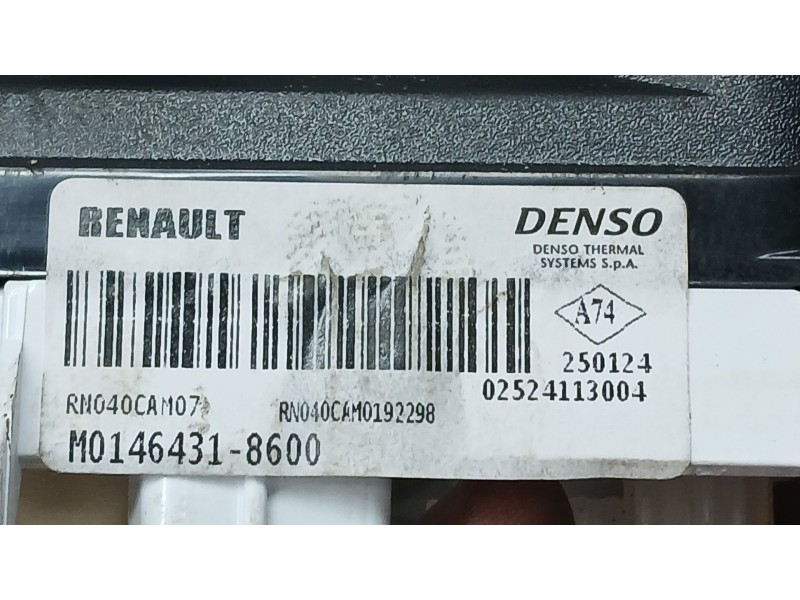 RENAULT
DENSO
DENSO THERMAL
SYSTEMS S.p.A.
A74
250124
02524113004
RN040CAM07
RN040CAM0192298
M0146431-8600